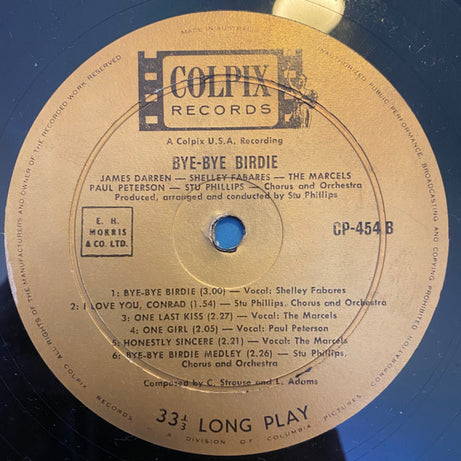 MADE IN AUSTRALIA
COLPIX
RECORDS
A Colpix U.S.A. Recording
BYE-BYE BIRDIE
JAMES DARREN — SHELLEY FABARES — THE MARCELS
PAUL PETERSON — STU PHILLIPS — Chorus and Orchestra
Produced, arranged and conducted by Stu Phillips
E. H.
MORRIS
& CO. LTD.
CP-454 B
1: BYE-BYE BIRDIE (3.00) — Vocal: Shelley Fabares
2: I LOVE YOU, CONRAD (1.54) — Stu Phillips, Chorus and Orchestra
3: ONE LAST KISS (2.27) — Vocal: The Marcels
4: ONE GIRL (2.05) — Vocal: Paul Peterson
5: HONESTLY SINCERE (2.21) — Vocal: The Marcels
6: BYE-BYE BIRDIE MEDLEY (2.26) — Stu Phillips,
Chorus and Orchestra
Composed by C. Strouse and L. Adams
33⅓ LONG PLAY
ALL RIGHTS OF THE MANUFACTURERS AND OWNER OF THE RECORDED WORK RESERVED
UNAUTHORIZED PUBLIC PERFORMANCE, BROADCASTING AND COPYING PROHIBITED
COLPIX RECORDS A DIVISION OF COLUMBIA PICTURES CORPORATION